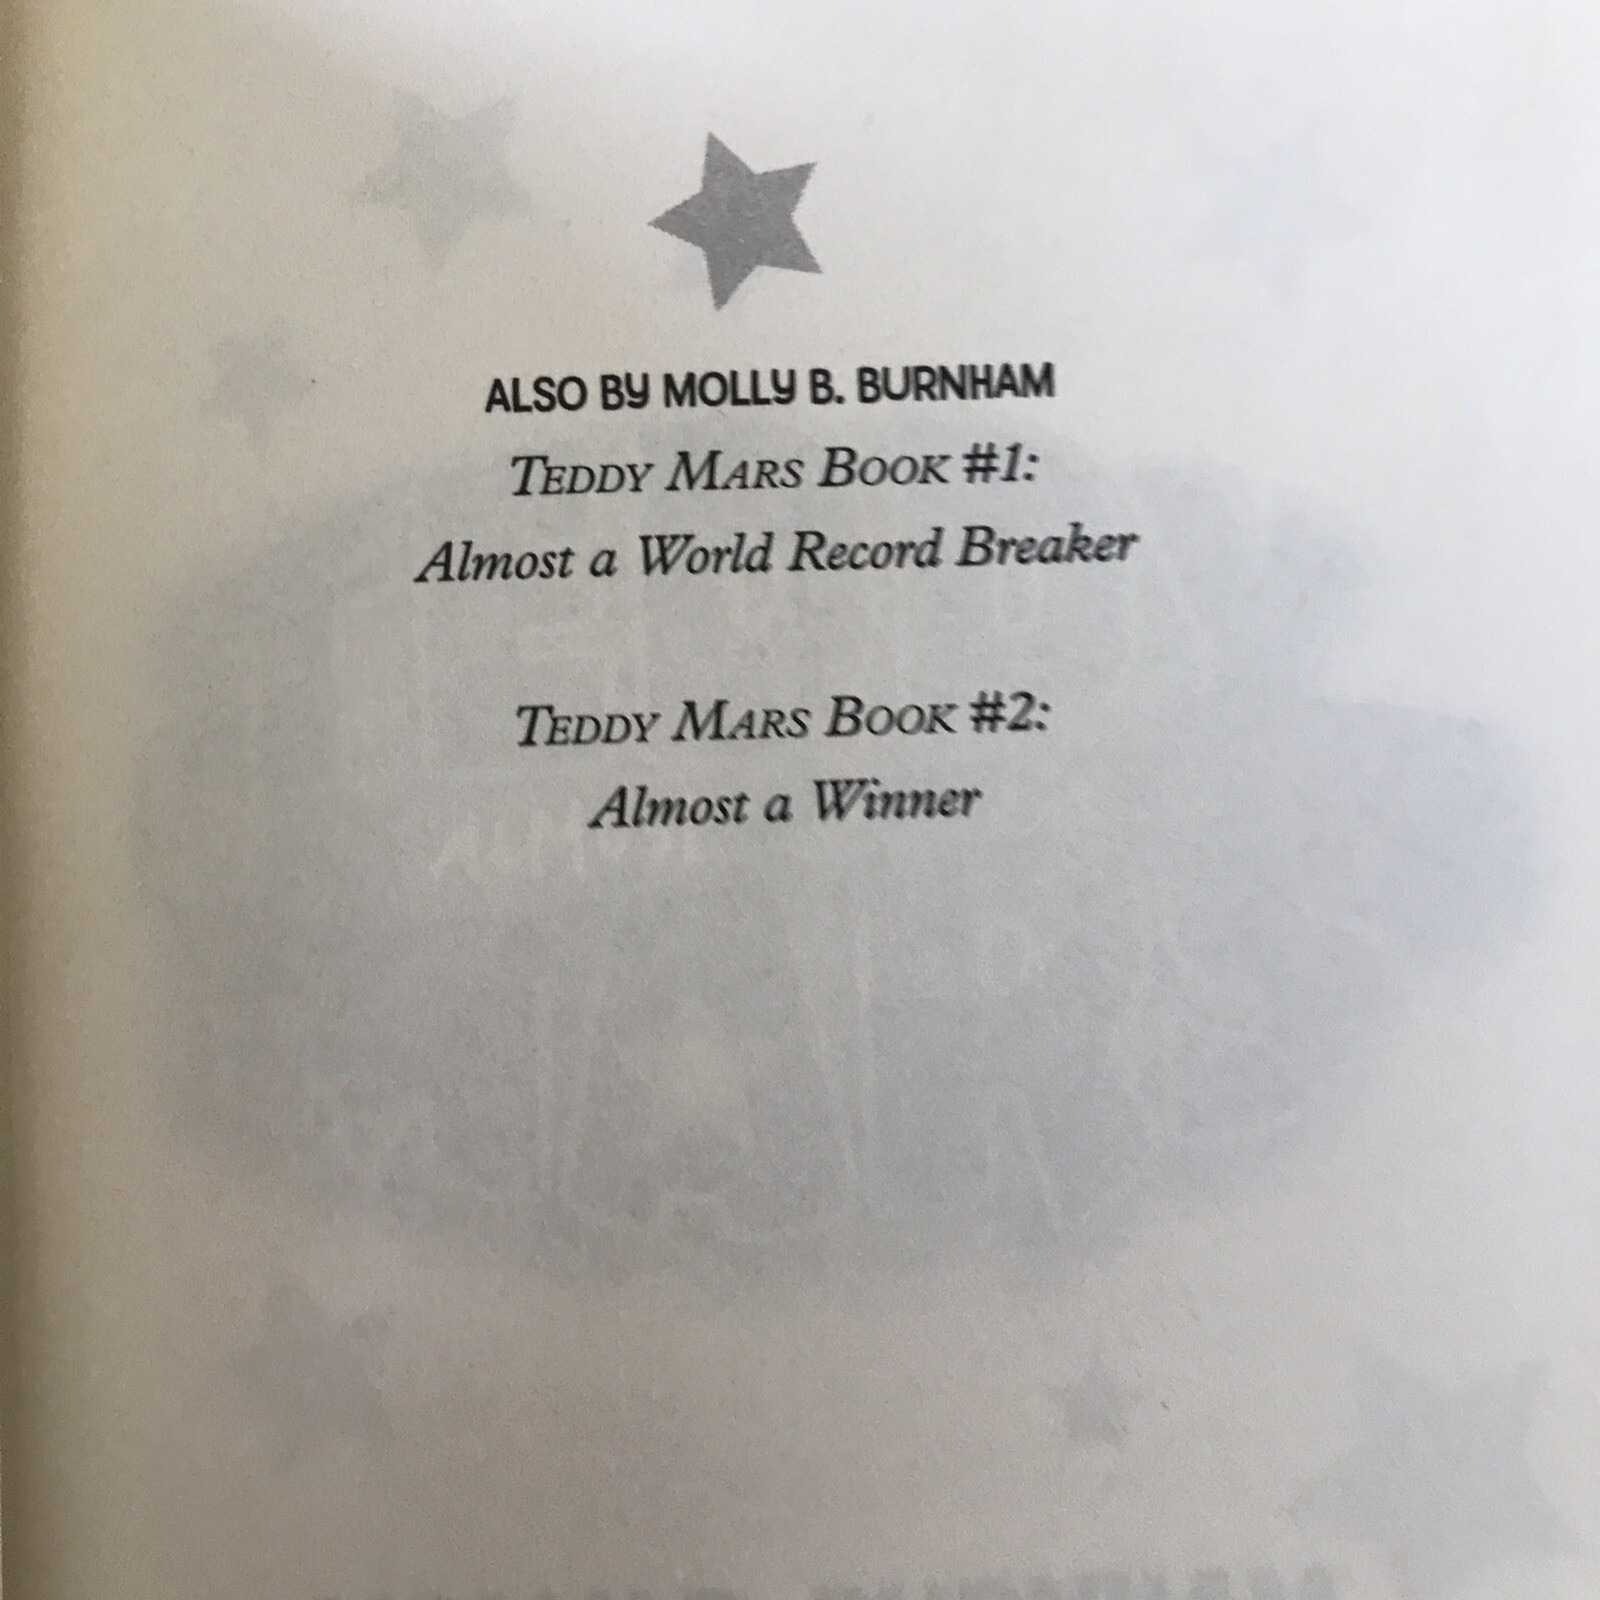 ALSO BY MOLLY B. BURNHAM
TEDDY MARS BOOK #1:
Almost a World Record Breaker
TEDDY MARS BOOK #2:
Almost a Winner